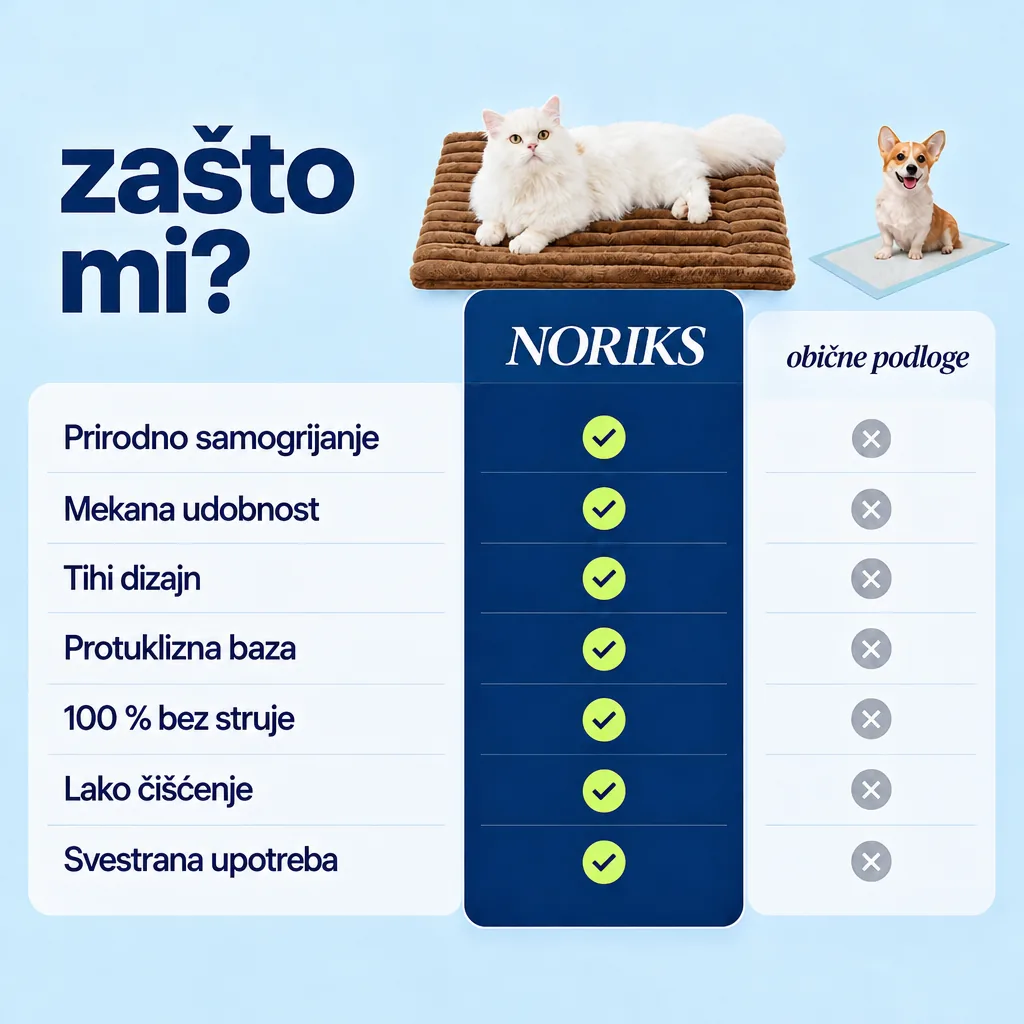 zašto
mi?
NORIKS
obične podloge
Prirodno samogrijanje
Mekana udobnost
Tihi dizajn
Protuklizna baza
100 % bez struje
Lako čišćenje
Svestrana upotreba